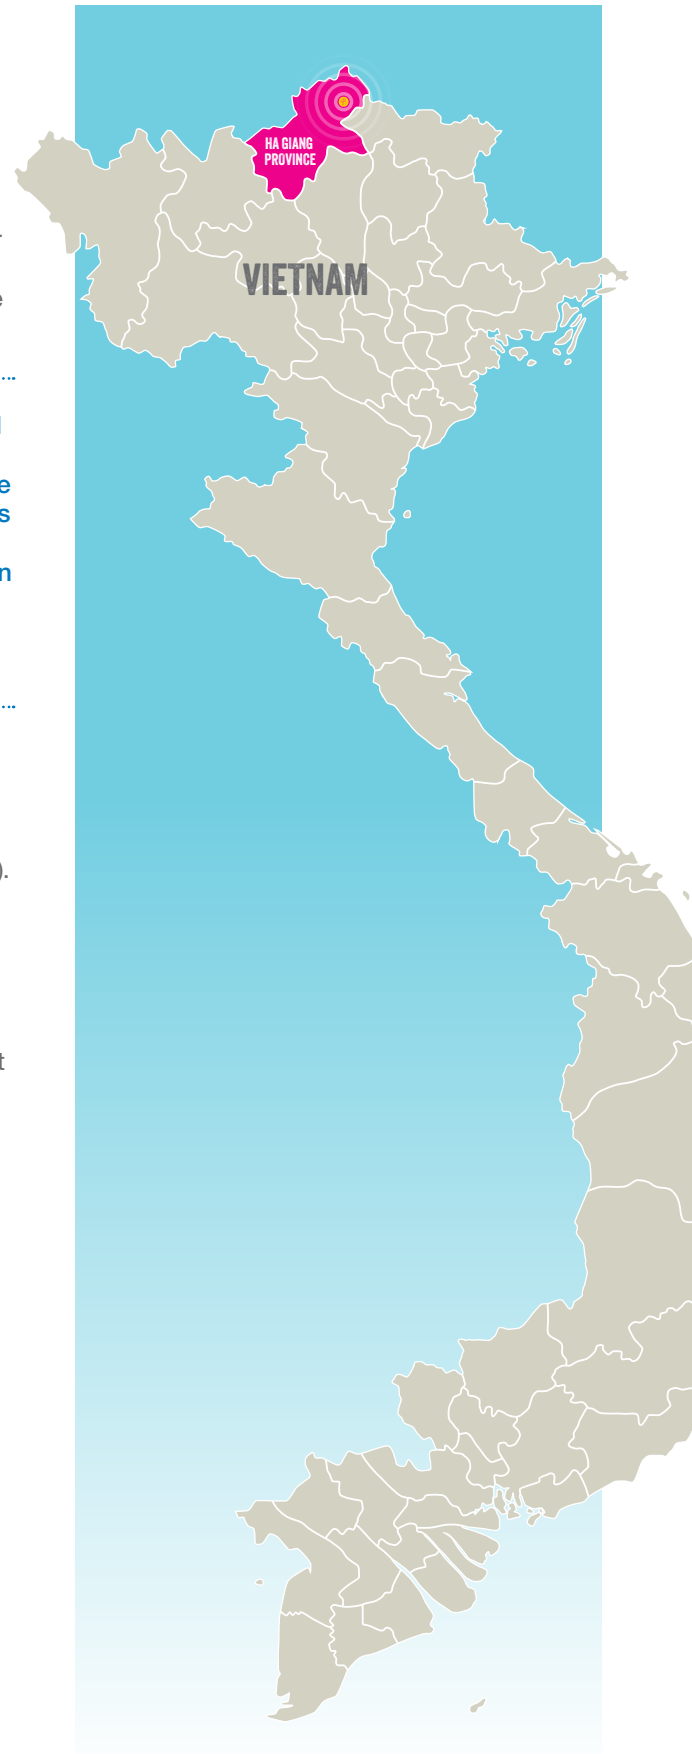 HA GIANG
PROVINCE
VIETNAM
e
....
l
e
s
n
....
).
t